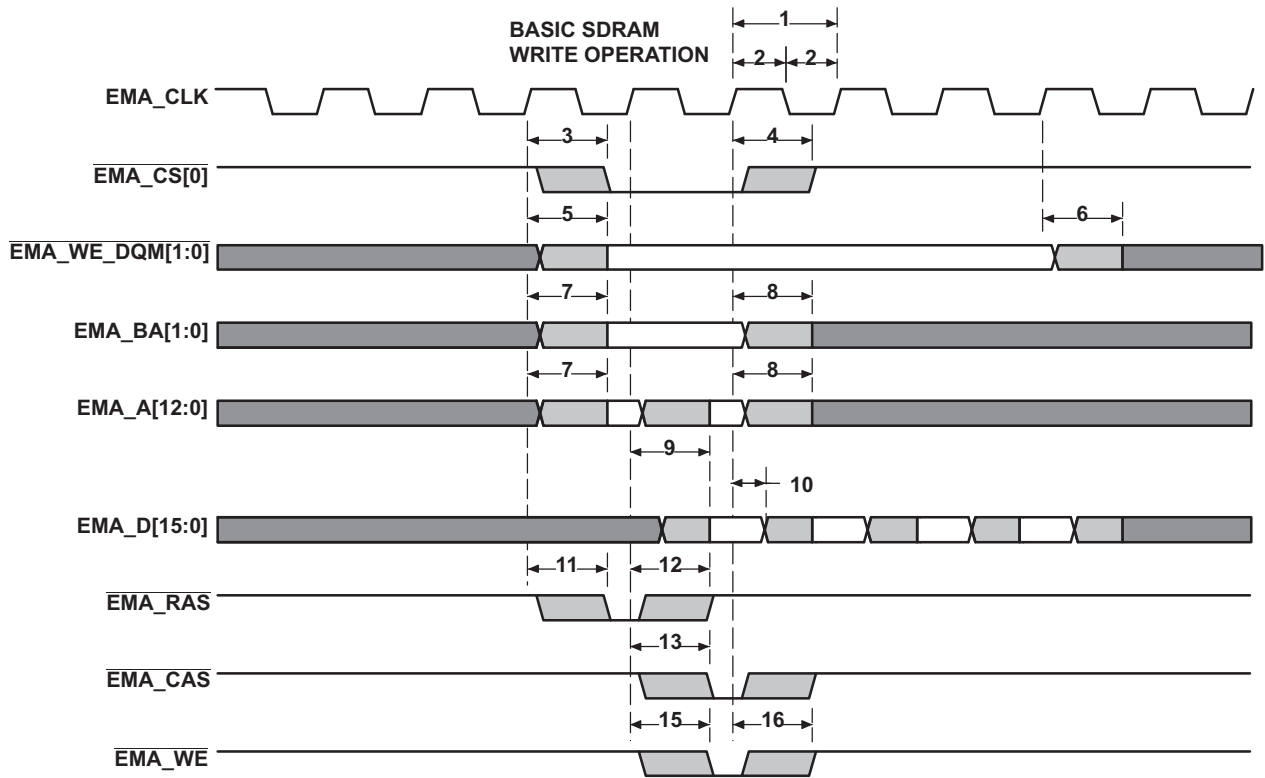 BASIC SDRAM
WRITE OPERATION
1
2 2
EMA_CLK
3 4
EMA_CS[0]
5 6
EMA_WE_DQM[1:0]
7 8
EMA_BA[1:0]
7 8
EMA_A[12:0]
9
10
EMA_D[15:0]
11 12
EMA_RAS
13
EMA_CAS
15 16
EMA_WE